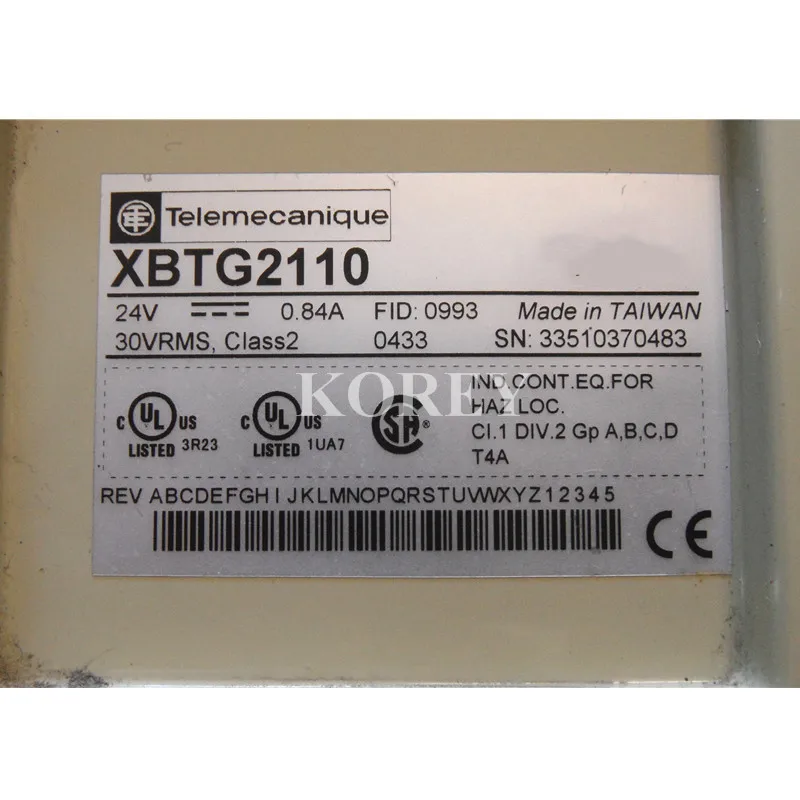 Telemecanique
XBTG2110
24V 0.84A FID: 0993 Made in TAIWAN
30VRMS, Class2 0433 SN: 33510370483
KOREY
C UL US LISTED 3R23
C UL US LISTED 1UA7
SA
IND.CONT.EQ.FOR
HAZ LOC.
Cl.1 DIV.2 Gp A,B,C,D
T4A
REV ABCDEFGHIJKLMNOPQRSTUVWXYZ12345
CE